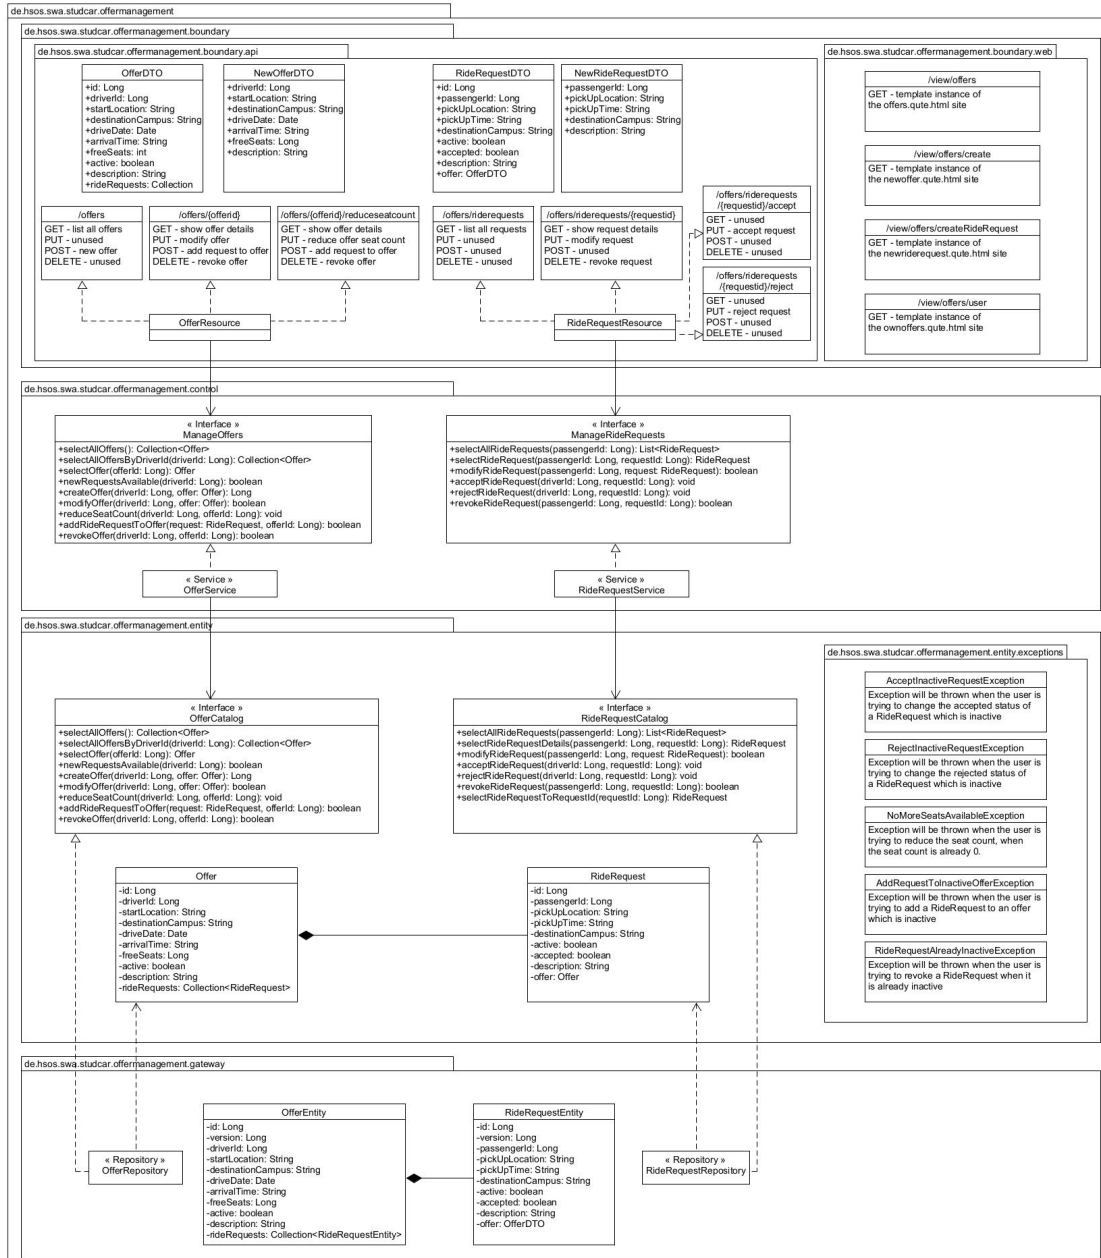 de.hsos.swa.studcar.offermanagement
de.hsos.swa.studcar.offermanagement.boundary
de.hsos.swa.studcar.offermanagement.boundary.api
OfferDTO
+id: Long
+driverId: Long
+startLocation: String
+destinationCampus: String
+driveDate: Date
+arrivalTime: String
+freeSeats: int
+active: boolean
+description: String
+rideRequests: Collection
NewOfferDTO
+driverId: Long
+startLocation: String
+destinationCampus: String
+driveDate: Date
+arrivalTime: String
+freeSeats: Long
+description: String
RideRequestDTO
+id: Long
+passengerId: Long
+pickUpLocation: String
+pickUpTime: String
+destinationCampus: String
+active: boolean
+accepted: boolean
+description: String
+offer: OfferDTO
NewRideRequestDTO
+passengerId: Long
+pickUpLocation: String
+pickUpTime: String
+destinationCampus: String
+description: String
/offers
GET - list all offers
PUT - unused
POST - new offer
DELETE - unused
/offers/{offerid}
GET - show offer details
PUT - modify offer
POST - add request to offer
DELETE - revoke offer
/offers/{offerid}/reduceseatcount
GET - show offer details
PUT - reduce offer seat count
POST - add request to offer
DELETE - revoke offer
/offers/riderequests
GET - list all requests
PUT - unused
POST - unused
DELETE - unused
/offers/riderequests/{requestid}
GET - show request details
PUT - modify request
POST - unused
DELETE - revoke request
/offers/riderequests
/{requestid}/accept
GET - unused
PUT - accept request
POST - unused
DELETE - unused
/offers/riderequests
/{requestid}/reject
GET - unused
PUT - reject request
POST - unused
DELETE - unused
OfferResource
RideRequestResource
de.hsos.swa.studcar.offermanagement.boundary.web
/view/offers
GET - template instance of
the offers.qute.html site
/view/offers/create
GET - template instance of
the newoffer.qute.html site
/view/offers/createRideRequest
GET - template instance of
the newriderequest.qute.html site
/view/offers/user
GET - template instance of
the ownoffers.qute.html site
de.hsos.swa.studcar.offermanagement.control
« Interface »
ManageOffers
+selectAllOffers(): Collection<Offer>
+selectAllOffersByDriverId(driverId: Long): Collection<Offer>
+selectOffer(offerId: Long): Offer
+newRequestsAvailable(driverId: Long): boolean
+createOffer(driverId: Long, offer: Offer): Long
+modifyOffer(driverId: Long, offer: Offer): boolean
+reduceSeatCount(driverId: Long, offerId: Long): void
+addRideRequestToOffer(request: RideRequest, offerId: Long): boolean
+revokeOffer(driverId: Long, offerId: Long): boolean
« Interface »
ManageRideRequests
+selectAllRideRequests(passengerId: Long): List<RideRequest>
+selectRideRequest(passengerId: Long, requestId: Long): RideRequest
+modifyRideRequest(passengerId: Long, request: RideRequest): boolean
+acceptRideRequest(driverId: Long, requestId: Long): void
+rejectRideRequest(driverId: Long, requestId: Long): void
+revokeRideRequest(passengerId: Long, requestId: Long): boolean
« Service »
OfferService
« Service »
RideRequestService
de.hsos.swa.studcar.offermanagement.entity
« Interface »
OfferCatalog
+selectAllOffers(): Collection<Offer>
+selectAllOffersByDriverId(driverId: Long): Collection<Offer>
+selectOffer(offerId: Long): Offer
+newRequestsAvailable(driverId: Long): boolean
+createOffer(driverId: Long, offer: Offer): Long
+modifyOffer(driverId: Long, offer: Offer): boolean
+reduceSeatCount(driverId: Long, offerId: Long): void
+addRideRequestToOffer(request: RideRequest, offerId: Long): boolean
+revokeOffer(driverId: Long, offerId: Long): boolean
« Interface »
RideRequestCatalog
+selectAllRideRequests(passengerId: Long): List<RideRequest>
+selectRideRequestDetails(passengerId: Long, requestId: Long): RideRequest
+modifyRideRequest(passengerId: Long, request: RideRequest): boolean
+acceptRideRequest(driverId: Long, requestId: Long): void
+rejectRideRequest(driverId: Long, requestId: Long): void
+revokeRideRequest(passengerId: Long, requestId: Long): boolean
+selectRideRequestToRequestId(requestId: Long): RideRequest
de.hsos.swa.studcar.offermanagement.entity.exceptions
AcceptInactiveRequestException
Exception will be thrown when the user is
trying to change the accepted status of
a RideRequest which is inactive
RejectInactiveRequestException
Exception will be thrown when the user is
trying to change the rejected status of
a RideRequest which is inactive
NoMoreSeatsAvailableException
Exception will be thrown when the user is
trying to reduce the seat count, when
the seat count is already 0.
AddRequestToInactiveOfferException
Exception will be thrown when the user is
trying to add a RideRequest to an offer
which is inactive
RideRequestAlreadyInactiveException
Exception will be thrown when the user is
trying to revoke a RideRequest when it
is already inactive
Offer
-id: Long
-driverId: Long
-startLocation: String
-destinationCampus: String
-driveDate: Date
-arrivalTime: String
-freeSeats: Long
-active: boolean
-description: String
-rideRequests: Collection<RideRequest>
RideRequest
-id: Long
-passengerId: Long
-pickUpLocation: String
-pickUpTime: String
-destinationCampus: String
-active: boolean
-accepted: boolean
-description: String
-offer: Offer
de.hsos.swa.studcar.offermanagement.gateway
« Repository »
OfferRepository
OfferEntity
-id: Long
-version: Long
-driverId: Long
-startLocation: String
-destinationCampus: String
-driveDate: Date
-arrivalTime: String
-freeSeats: Long
-active: boolean
-description: String
-rideRequests: Collection<RideRequestEntity>
RideRequestEntity
-id: Long
-version: Long
-passengerId: Long
-pickUpLocation: String
-pickUpTime: String
-destinationCampus: String
-active: boolean
-accepted: boolean
-description: String
-offer: OfferDTO
« Repository »
RideRequestRepository